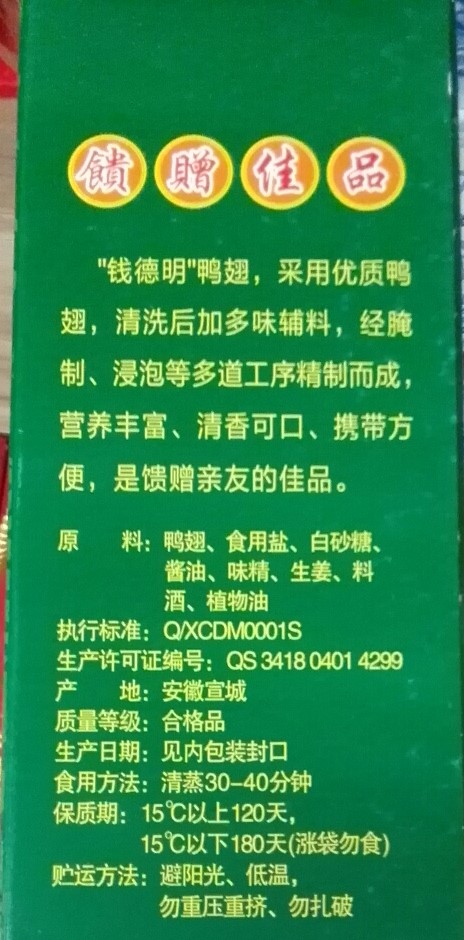 馈赠佳品
"钱德明"鸭翅，采用优质鸭
翅，清洗后加多味辅料，经腌
制、浸泡等多道工序精制而成，
营养丰富、清香可口、携带方
便，是馈赠亲友的佳品。
原 料：鸭翅、食用盐、白砂糖、
酱油、味精、生姜、料
酒、植物油
执行标准：Q/XCDM0001S
生产许可证编号：QS 3418 0401 4299
产 地：安徽宣城
质量等级：合格品
生产日期：见内包装封口
食用方法：清蒸30-40分钟
保质期：15℃以上120天，
15℃以下180天(涨袋勿食)
贮运方法：避阳光、低温，
勿重压重挤、勿扎破